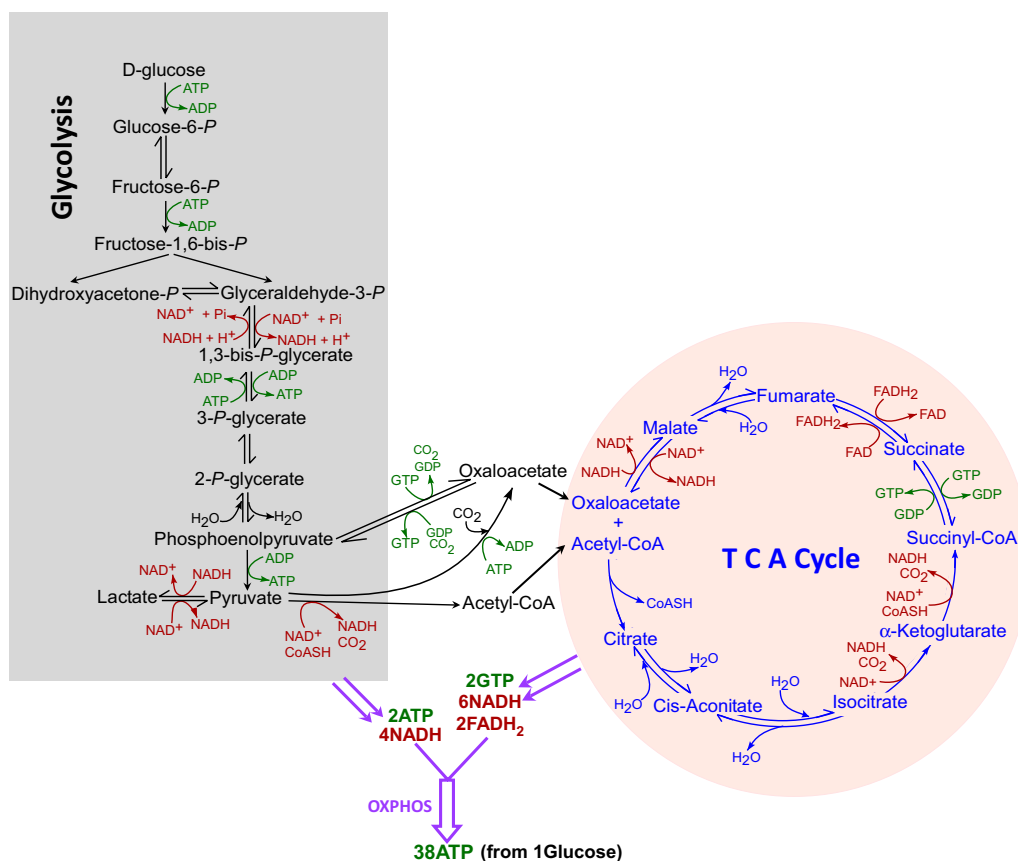 Glycolysis
D-glucose
ATP
ADP
Glucose-6-P
Fructose-6-P
ATP
ADP
Fructose-1,6-bis-P
Dihydroxyacetone-P
Glyceraldehyde-3-P
NAD+ + Pi
NADH + H+
NAD+ + Pi
NADH + H+
1,3-bis-P-glycerate
ADP
ATP
ADP
ATP
3-P-glycerate
2-P-glycerate
H2O
H2O
Phosphoenolpyruvate
ADP
ATP
Lactate
NAD+
NADH
NAD+
NADH
Pyruvate
NAD+
CoASH
NADH
CO2
CO2
GDP
GTP
GTP
GDP
CO2
Oxaloacetate
CO2
ADP
ATP
Acetyl-CoA
T C A Cycle
Oxaloacetate
+
Acetyl-CoA
CoASH
Citrate
H2O
H2O
Cis-Aconitate
H2O
H2O
Isocitrate
NADH
CO2
NAD+
α-Ketoglutarate
NADH
CO2
NAD+
CoASH
Succinyl-CoA
GTP
GDP
GTP
GDP
Succinate
FADH2
FAD
FADH2
FAD
Fumarate
H2O
H2O
Malate
NAD+
NADH
NAD+
NADH
2ATP
4NADH
2GTP
6NADH
2FADH2
OXPHOS
38ATP (from 1Glucose)